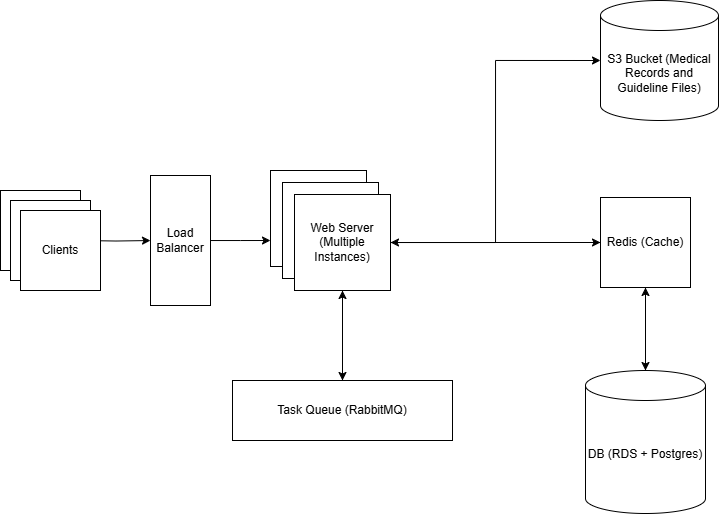 S3 Bucket (Medical
Records and
Guideline Files)
Clients
Load
Balancer
Web Server
(Multiple
Instances)
Redis (Cache)
Task Queue (RabbitMQ)
DB (RDS + Postgres)